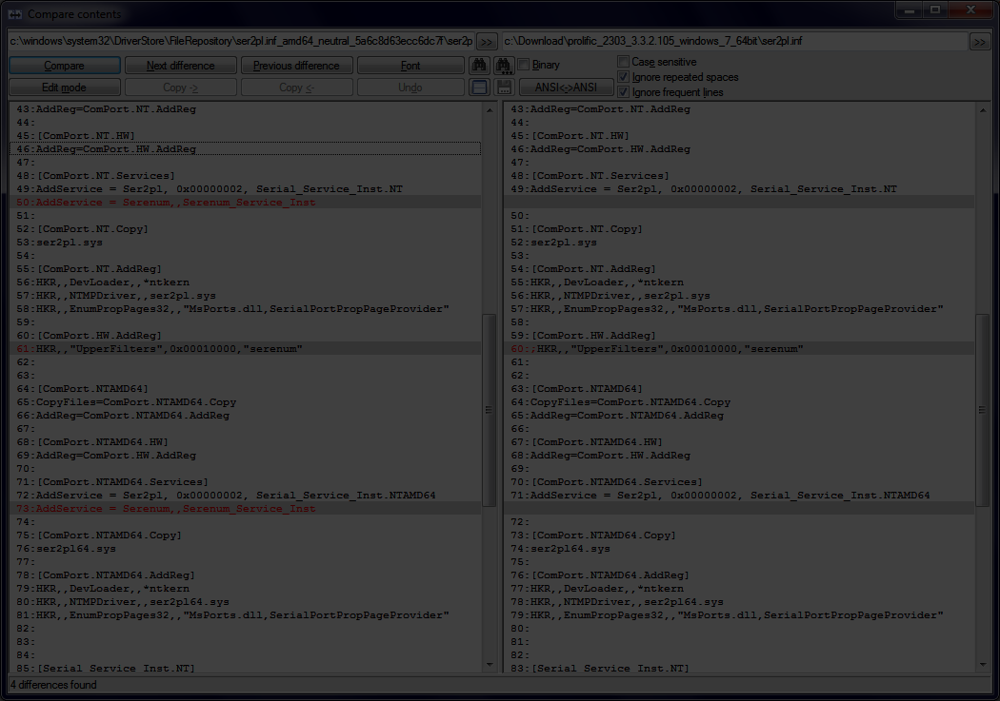 Compare contents
c:\windows\system32\DriverStore\FileRepository\ser2pl.inf_amd64_neutral_5a6c8d63ecc6dc7f\ser2p >> c:\Download\prolific_2303_3.3.2.105_windows_7_64bit\ser2pl.inf >>
Compare Next difference Previous difference Font Binary Case sensitive
Ignore repeated spaces
Edit mode Copy -> Copy <- Undo ANSI<->ANSI
Ignore frequent lines
43:AddReg=ComPort.NT.AddReg
44:
45:[ComPort.NT.HW]
46:AddReg=ComPort.HW.AddReg
47:
48:[ComPort.NT.Services]
49:AddService = Ser2pl, 0x00000002, Serial_Service_Inst.NT
50:AddService = Serenum,,Serenum_Service_Inst
51:
52:[ComPort.NT.Copy]
53:ser2pl.sys
54:
55:[ComPort.NT.AddReg]
56:HKR,,DevLoader,,*ntkern
57:HKR,,NTMPDriver,,ser2pl.sys
58:HKR,,EnumPropPages32,,"MsPorts.dll,SerialPortPropPageProvider"
59:
60:[ComPort.HW.AddReg]
61:HKR,,"UpperFilters",0x00010000,"serenum"
62:
63:
64:[ComPort.NTAMD64]
65:CopyFiles=ComPort.NTAMD64.Copy
66:AddReg=ComPort.NTAMD64.AddReg
67:
68:[ComPort.NTAMD64.HW]
69:AddReg=ComPort.HW.AddReg
70:
71:[ComPort.NTAMD64.Services]
72:AddService = Ser2pl, 0x00000002, Serial_Service_Inst.NTAMD64
73:AddService = Serenum,,Serenum_Service_Inst
74:
75:[ComPort.NTAMD64.Copy]
76:ser2pl64.sys
77:
78:[ComPort.NTAMD64.AddReg]
79:HKR,,DevLoader,,*ntkern
80:HKR,,NTMPDriver,,ser2pl64.sys
81:HKR,,EnumPropPages32,,"MsPorts.dll,SerialPortPropPageProvider"
82:
83:
84:
85:[Serial_Service_Inst.NT]
43:AddReg=ComPort.NT.AddReg
44:
45:[ComPort.NT.HW]
46:AddReg=ComPort.HW.AddReg
47:
48:[ComPort.NT.Services]
49:AddService = Ser2pl, 0x00000002, Serial_Service_Inst.NT
50:
51:[ComPort.NT.Copy]
52:ser2pl.sys
53:
54:[ComPort.NT.AddReg]
55:HKR,,DevLoader,,*ntkern
56:HKR,,NTMPDriver,,ser2pl.sys
57:HKR,,EnumPropPages32,,"MsPorts.dll,SerialPortPropPageProvider"
58:
59:[ComPort.HW.AddReg]
60:;HKR,,"UpperFilters",0x00010000,"serenum"
61:
62:
63:[ComPort.NTAMD64]
64:CopyFiles=ComPort.NTAMD64.Copy
65:AddReg=ComPort.NTAMD64.AddReg
66:
67:[ComPort.NTAMD64.HW]
68:AddReg=ComPort.HW.AddReg
69:
70:[ComPort.NTAMD64.Services]
71:AddService = Ser2pl, 0x00000002, Serial_Service_Inst.NTAMD64
72:
73:[ComPort.NTAMD64.Copy]
74:ser2pl64.sys
75:
76:[ComPort.NTAMD64.AddReg]
77:HKR,,DevLoader,,*ntkern
78:HKR,,NTMPDriver,,ser2pl64.sys
79:HKR,,EnumPropPages32,,"MsPorts.dll,SerialPortPropPageProvider"
80:
81:
82:
83:[Serial_Service_Inst.NT]
4 differences found